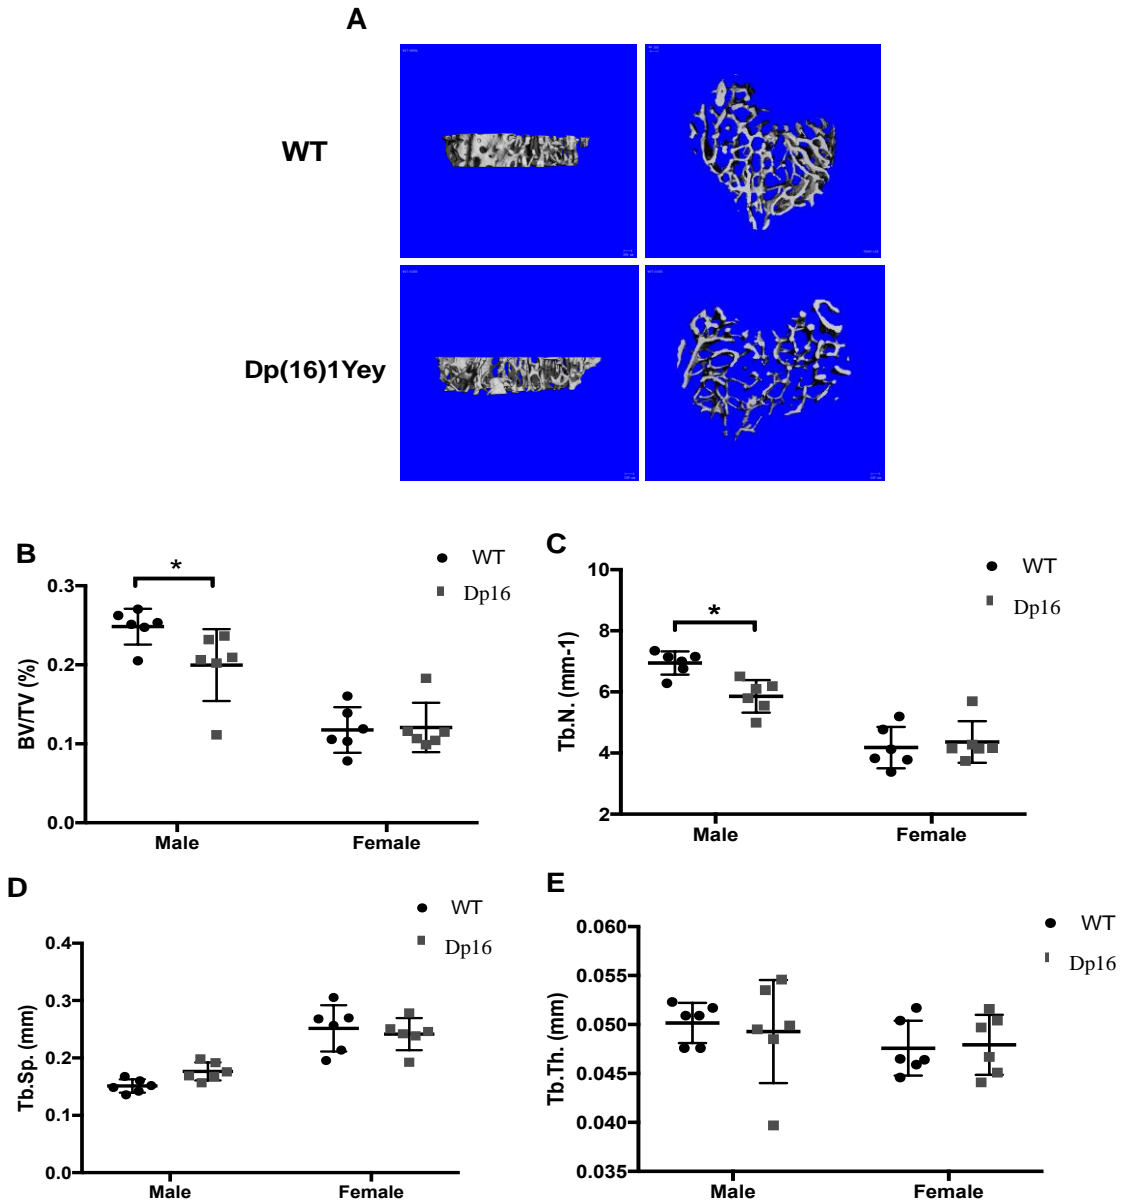 A
WT
Dp(16)1Yey
B
*
WT
Dp16
0.3
0.2
0.1
0.0
BV/TV (%)
Male
Female
C
*
WT
Dp16
10
8
6
4
2
Tb.N. (mm-1)
Male
Female
D
WT
Dp16
0.4
0.3
0.2
0.1
0.0
Tb.Sp. (mm)
Male
Female
E
WT
Dp16
0.060
0.055
0.050
0.045
0.040
0.035
Tb.Th. (mm)
Male
Female